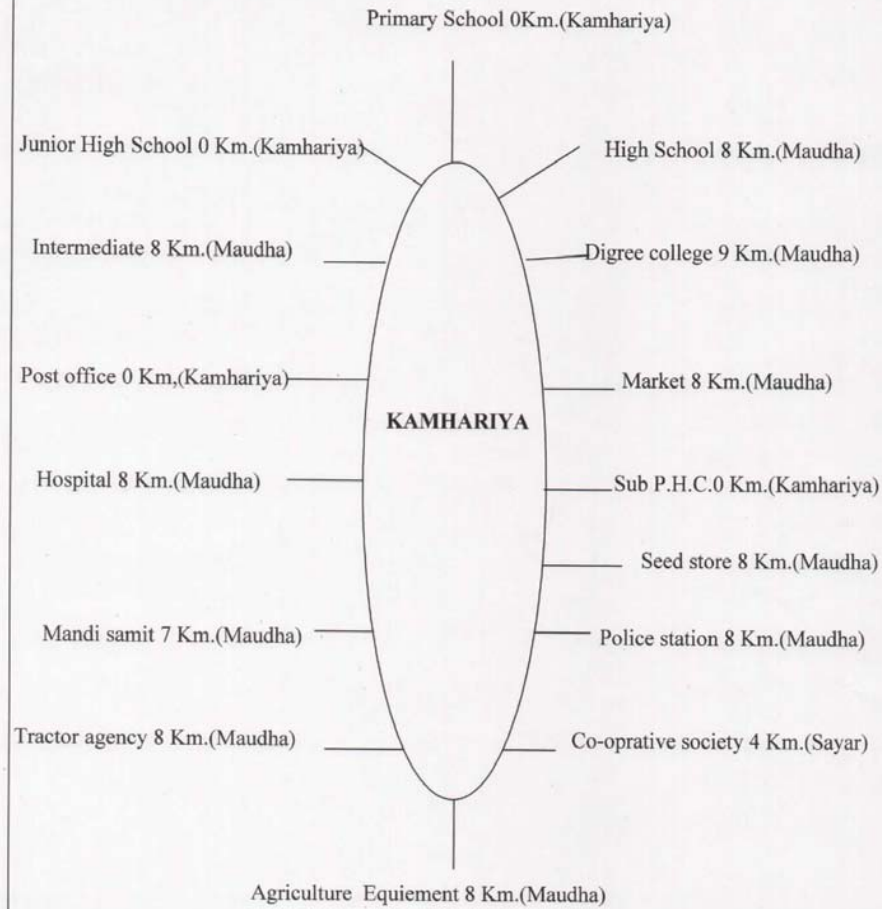 Primary School 0Km.(Kamhariya)
Junior High School 0 Km.(Kamhariya)
High School 8 Km.(Maudha)
Intermediate 8 Km.(Maudha)
Digree college 9 Km.(Maudha)
Post office 0 Km,(Kamhariya)
Market 8 Km.(Maudha)
KAMHARIYA
Hospital 8 Km.(Maudha)
Sub P.H.C.0 Km.(Kamhariya)
Seed store 8 Km.(Maudha)
Mandi samit 7 Km.(Maudha)
Police station 8 Km.(Maudha)
Tractor agency 8 Km.(Maudha)
Co-oprative society 4 Km.(Sayar)
Agriculture Equiement 8 Km.(Maudha)